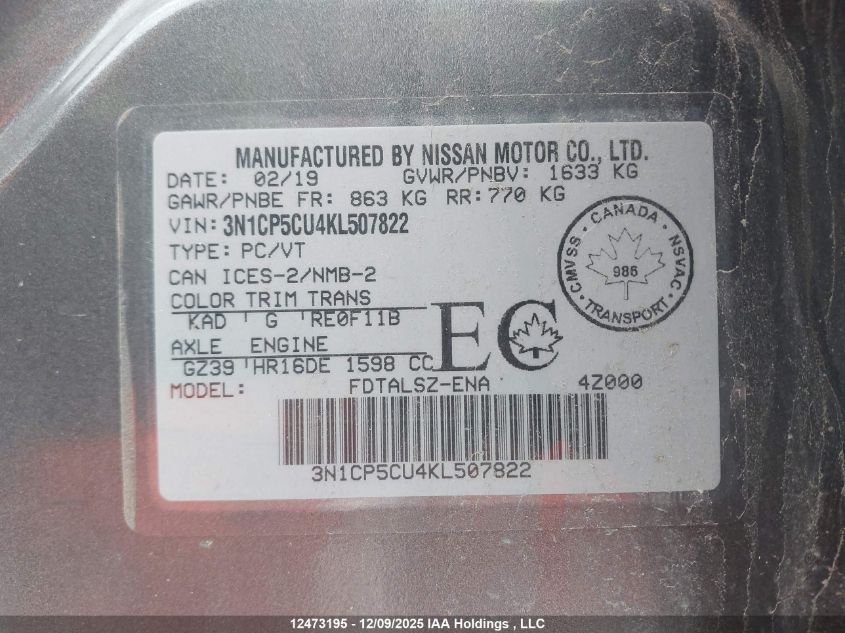 MANUFACTURED BY NISSAN MOTOR CO., LTD.
DATE: 02/19 GVWR/PNBV: 1633 KG
GAWR/PNBE FR: 863 KG RR: 770 KG
VIN: 3N1CP5CU4KL507822
TYPE: PC/VT
CAN ICES-2/NMB-2
COLOR TRIM TRANS
KAD G RE0F11B
AXLE ENGINE
GZ39 HR16DE 1598 CC
EC
CANADA
CMVSS NSVAC
985
TRANSPORT
MODEL: FDTALSZ-ENA 4Z000
3N1CP5CU4KL507822
12473195 - 12/09/2025 IAA Holdings , LLC